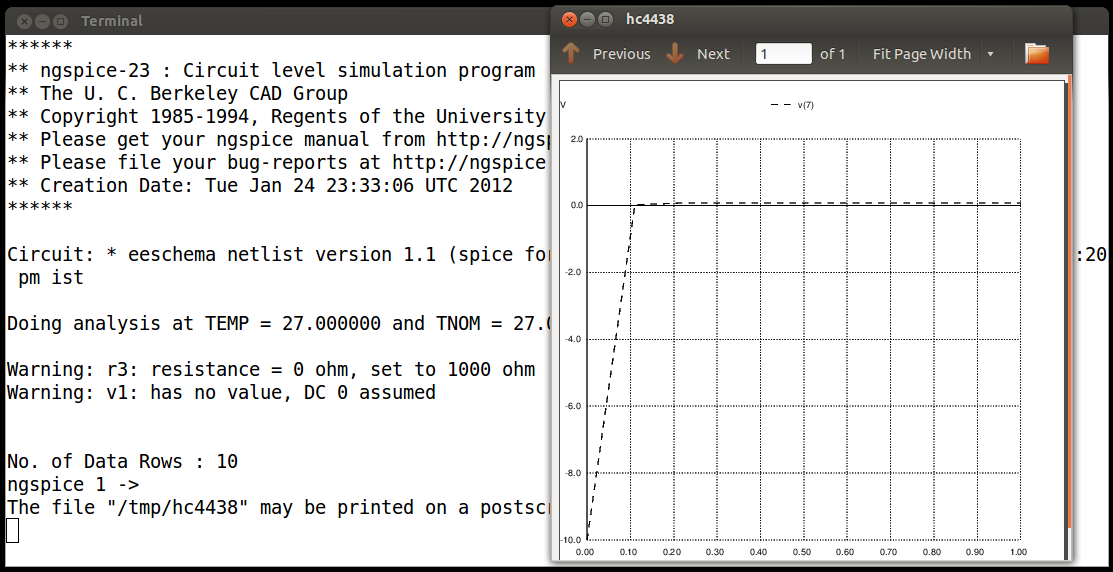 Terminal
******
** ngspice-23 : Circuit level simulation program
** The U. C. Berkeley CAD Group
** Copyright 1985-1994, Regents of the University
** Please get your ngspice manual from http://ngsp
** Please file your bug-reports at http://ngspice
** Creation Date: Tue Jan 24 23:33:06 UTC 2012
******
Circuit: * eeschema netlist version 1.1 (spice for
:20
pm ist
Doing analysis at TEMP = 27.000000 and TNOM = 27.0
Warning: r3: resistance = 0 ohm, set to 1000 ohm
Warning: v1: has no value, DC 0 assumed
No. of Data Rows : 10
ngspice 1 ->
The file "/tmp/hc4438" may be printed on a postscr
hc4438
Previous Next 1 of 1 Fit Page Width
V
v(7)
2.0
0.0
-2.0
-4.0
-6.0
-8.0
-10.0
0.00 0.10 0.20 0.30 0.40 0.50 0.60 0.70 0.80 0.90 1.00